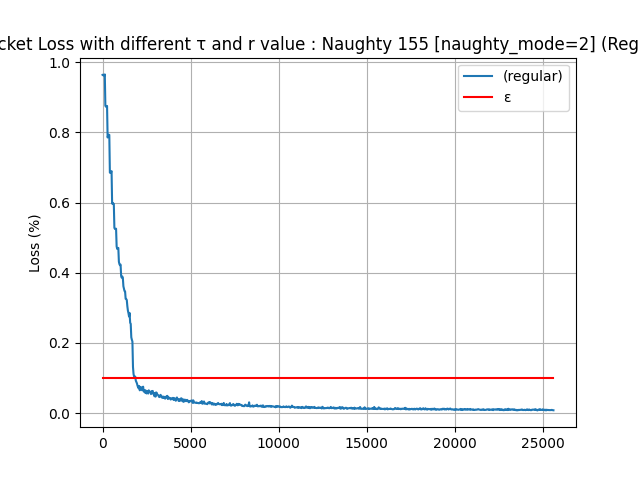 cket Loss with different τ and r value : Naughty 155 [naughty_mode=2] (Reg
1.0
(regular)
ε
0.8
0.6
Loss (%)
0.4
0.2
0.0
0 5000 10000 15000 20000 25000